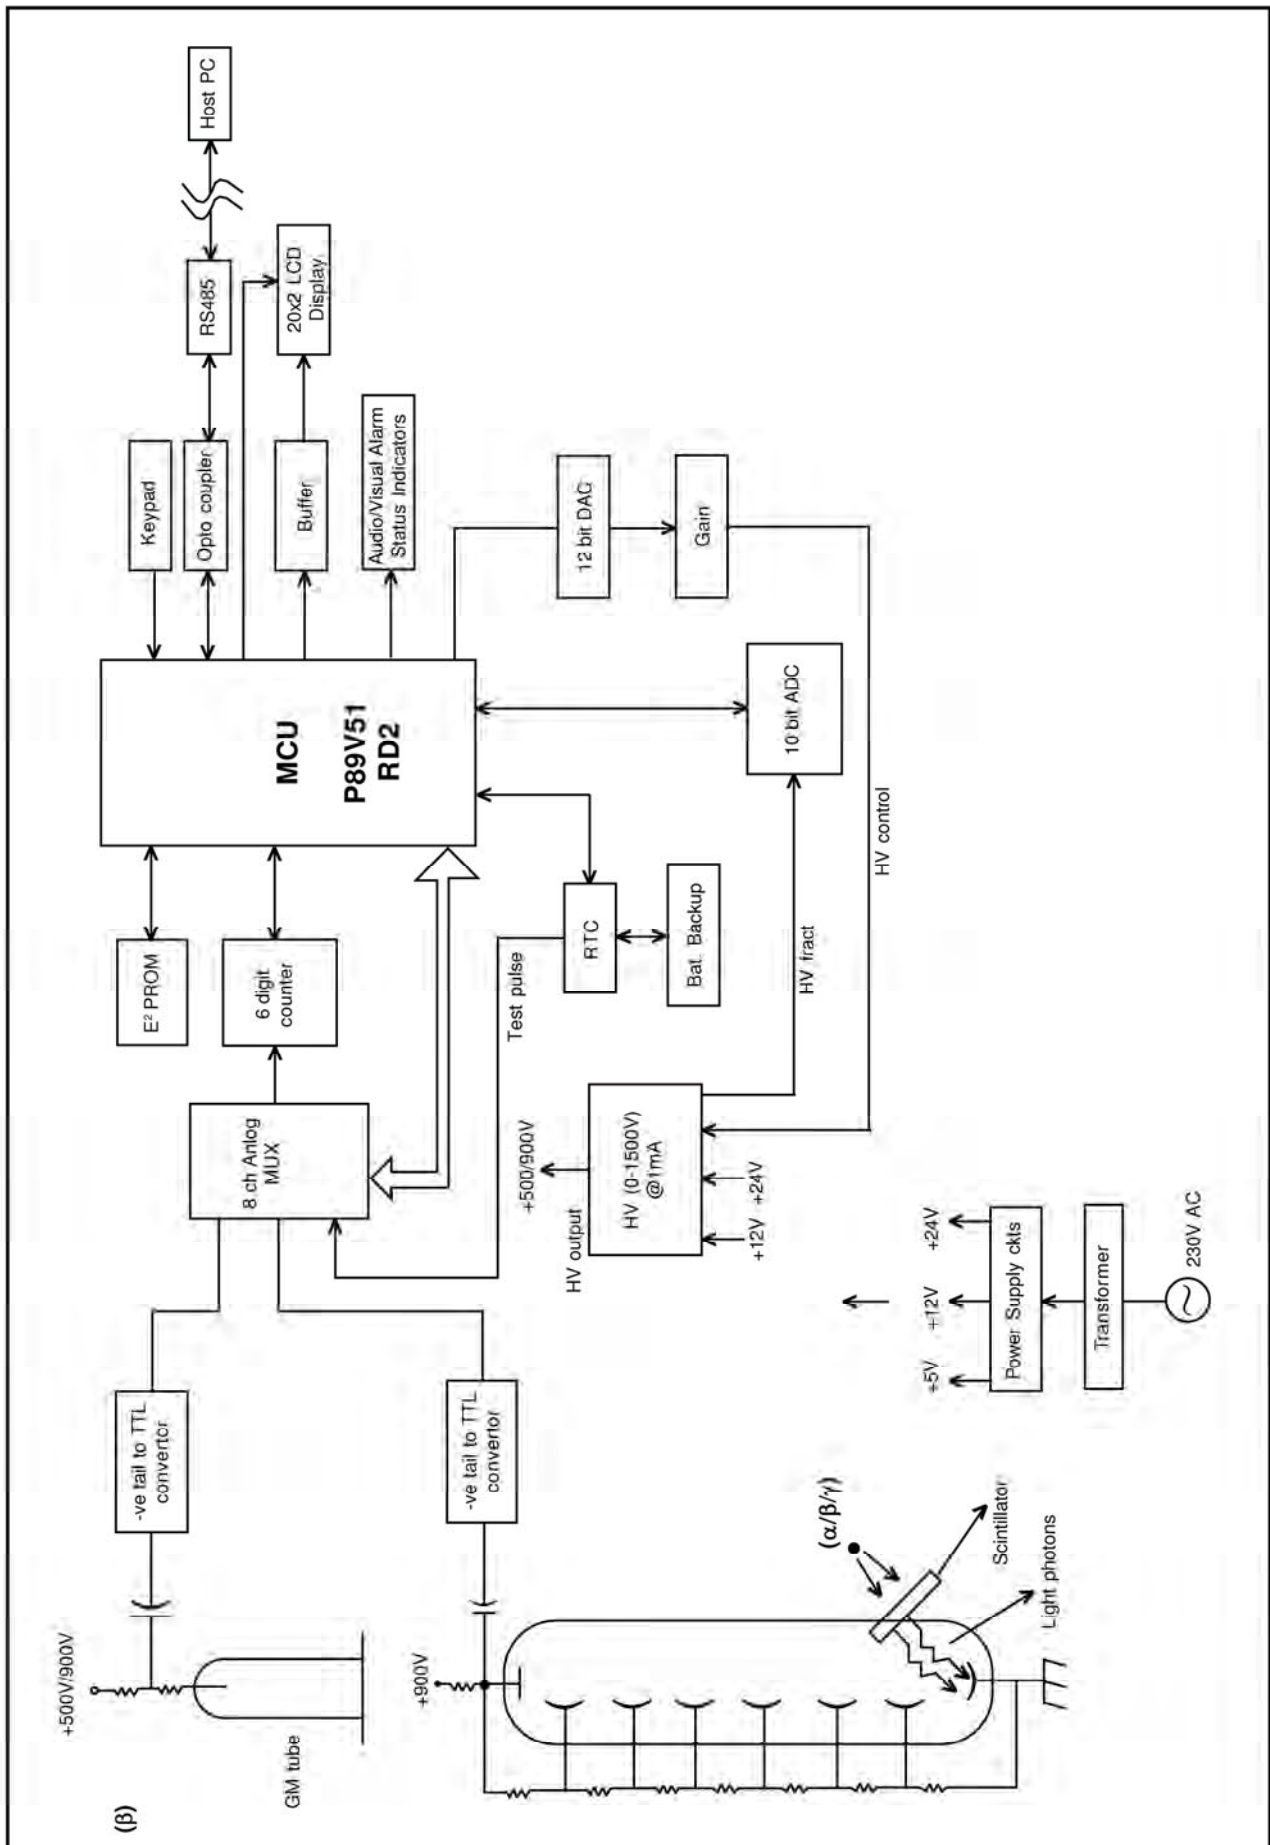 (β)
GM tube
+500V/900V
-ve tail to TTL
convertor
+900V
-ve tail to TTL
convertor
(α/β/γ)
Scintillator
Light photons
8.ch Anlog
MUX
E² PROM
6 digit
counter
MCU
P89V51
RD2
Keypad
Opto coupler
RS485
Host PC
Buffer
20x2 LCD
Display
Audio/Visual Alarm
Status Indicators
12 bit DAC
Gain
10 bit ADC
RTC
Bat. Backup
Test pulse
HV output
+500/900V
HV (0-1500V)
@1mA
+12V
+24V
HV fract
HV control
+5V
+12V
+24V
Power Supply ckts
Transformer
230V AC